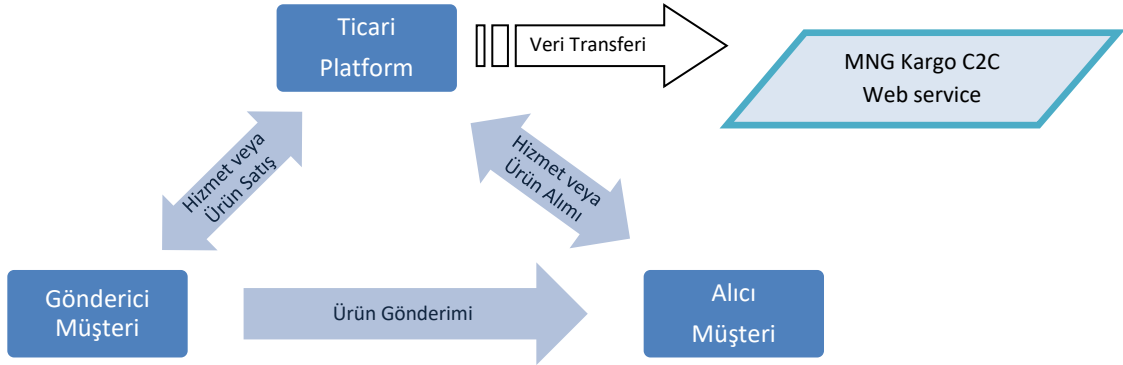 Ticari
Platform
Veri Transferi
MNG Kargo C2C
Web service
Hizmet veya
Ürün Satış
Hizmet veya
Ürün Alımı
Gönderici
Müşteri
Ürün Gönderimi
Alıcı
Müşteri